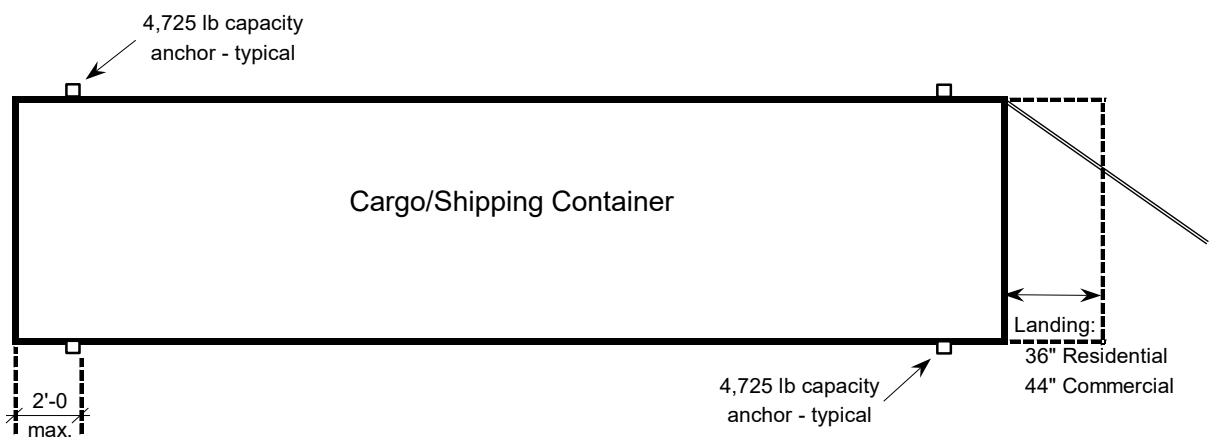 4,725 lb capacity
anchor - typical
Cargo/Shipping Container
Landing:
36" Residential
44" Commercial
4,725 lb capacity
anchor - typical
2'-0
max.